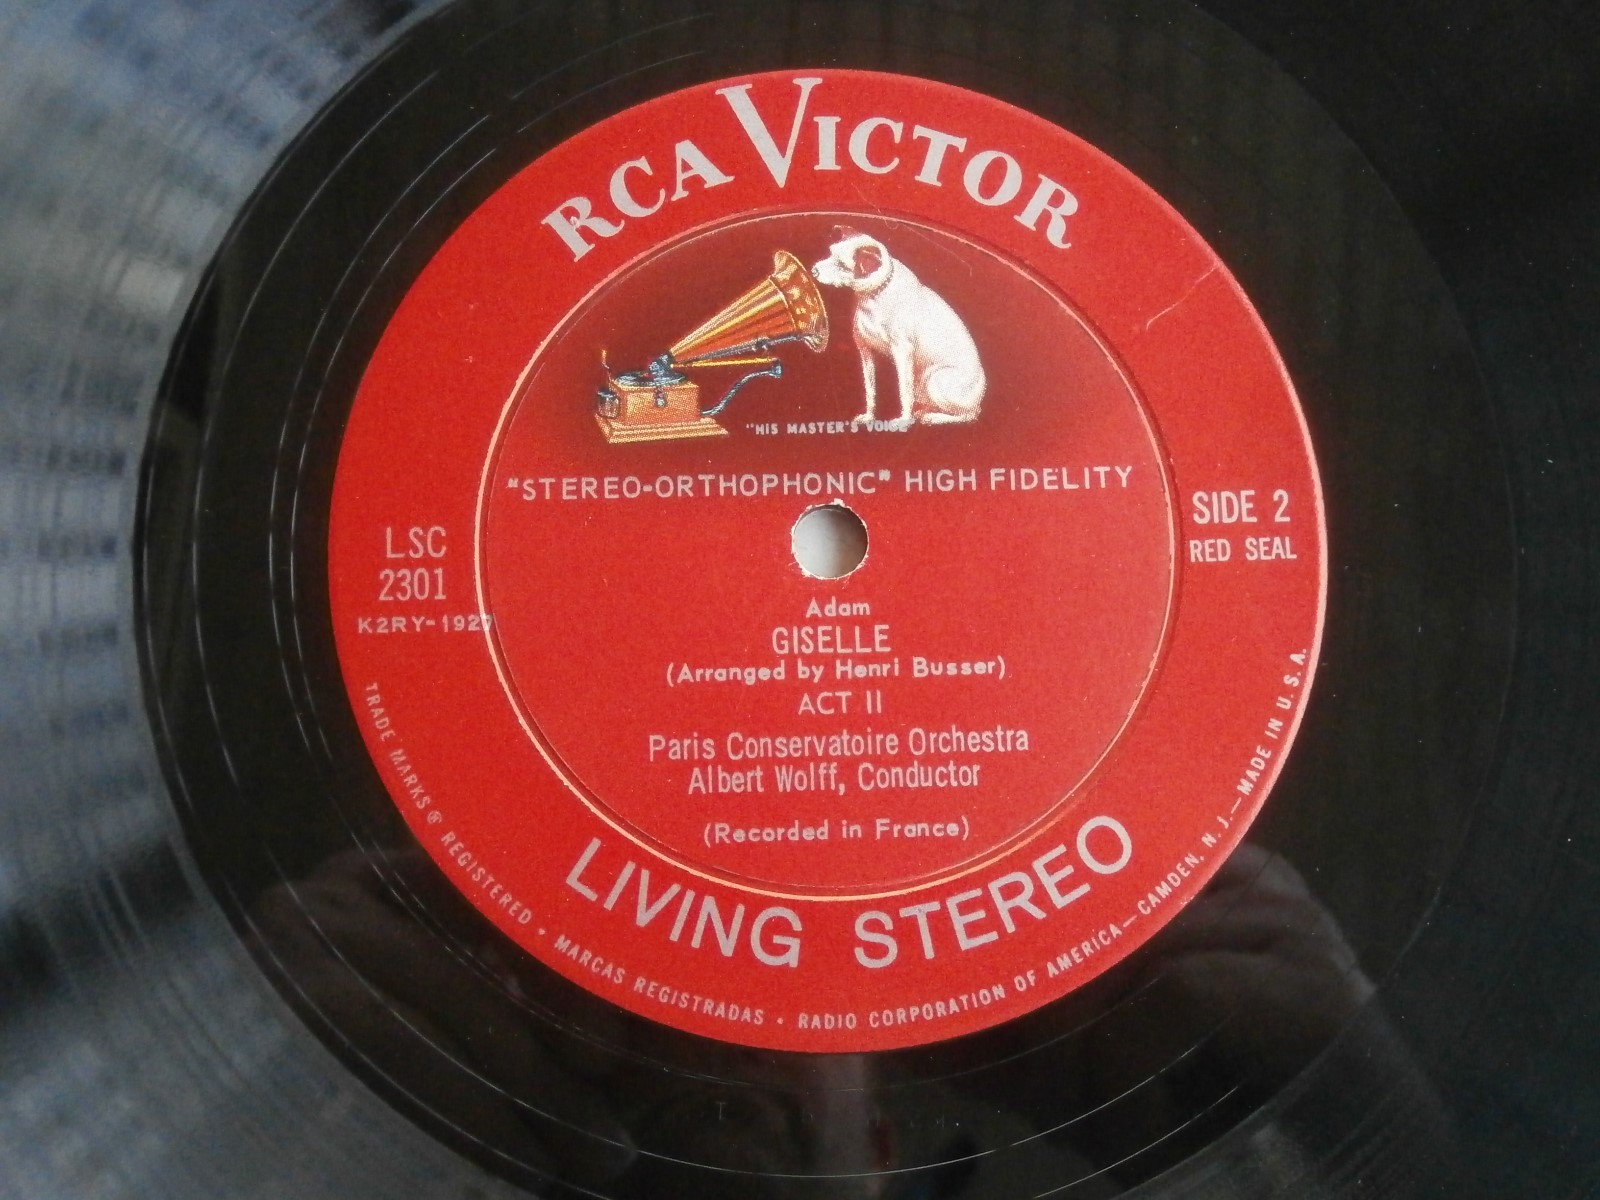 RCA VICTOR
"HIS MASTER'S VOICE"
"STEREO-ORTHOPHONIC" HIGH FIDELITY
LSC
2301
K2RY-1927
SIDE 2
RED SEAL
Adam
GISELLE
(Arranged by Henri Busser)
ACT II
Paris Conservatoire Orchestra
Albert Wolff, Conductor
(Recorded in France)
LIVING STEREO
TRADE MARKS ® REGISTERED • MARCAS REGISTRADAS • RADIO CORPORATION OF AMERICA—CAMDEN, N. J.—MADE IN U. S. A.